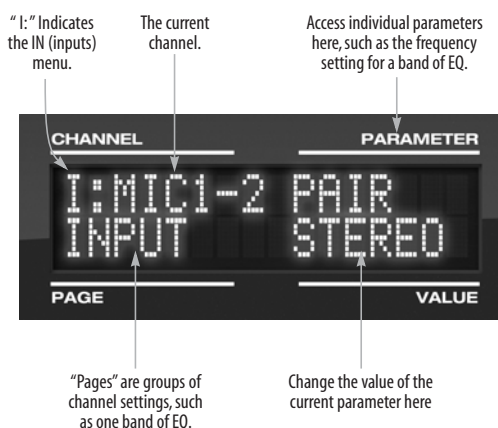 " I:" Indicates
the IN (inputs)
menu.
The current
channel.
Access individual parameters
here, such as the frequency
setting for a band of EQ.
CHANNEL
PARAMETER
I:MIC1-2 PAIR
INPUT STEREO
PAGE
VALUE
"Pages" are groups of
channel settings, such
as one band of EQ.
Change the value of the
current parameter here